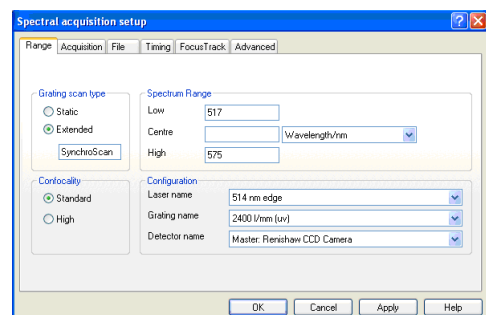 Spectral acquisition setup
Range Acquisition File Timing FocusTrack Advanced
Grating scan type
Static
Extended
SynchroScan
Spectrum Range
Low 517
Centre Wavelength/nm
High 575
Confocality
Standard
High
Configuration
Laser name 514 nm edge
Grating name 2400 l/mm (uv)
Detector name Master: Renishaw CCD Camera
OK Cancel Apply Help